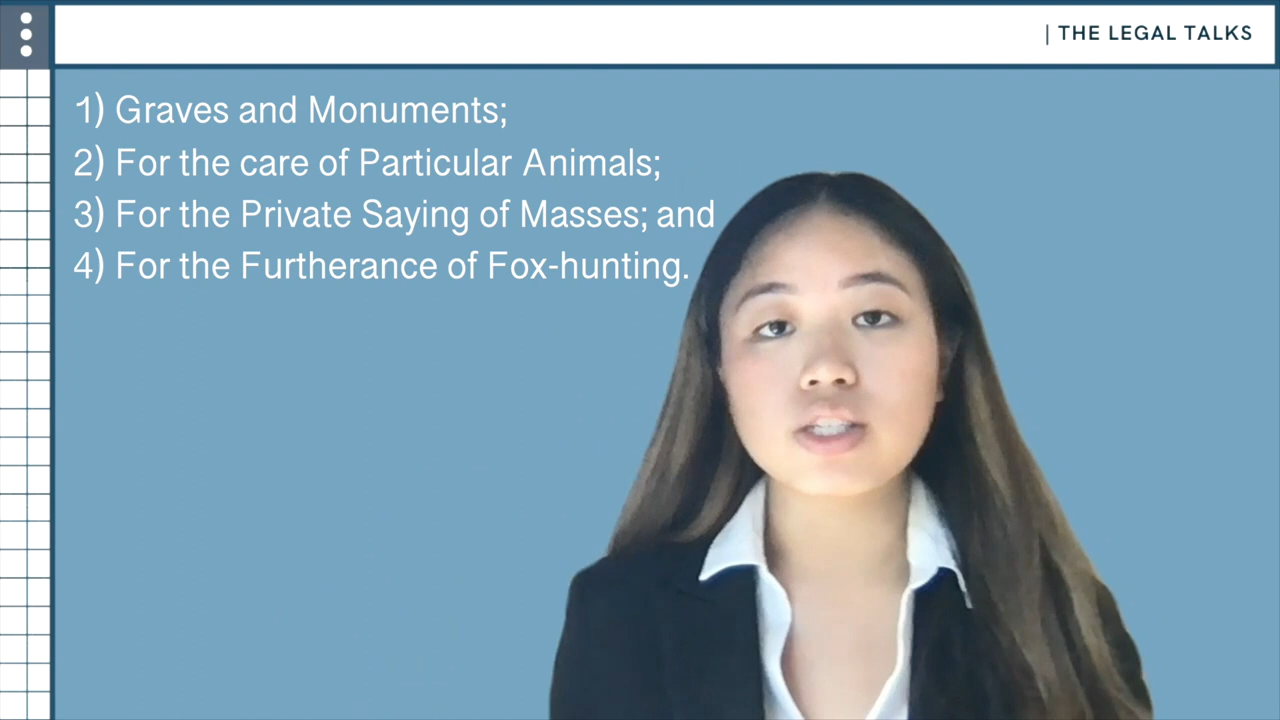 | THE LEGAL TALKS
1) Graves and Monuments;
2) For the care of Particular Animals;
3) For the Private Saying of Masses; and
4) For the Furtherance of Fox-hunting.